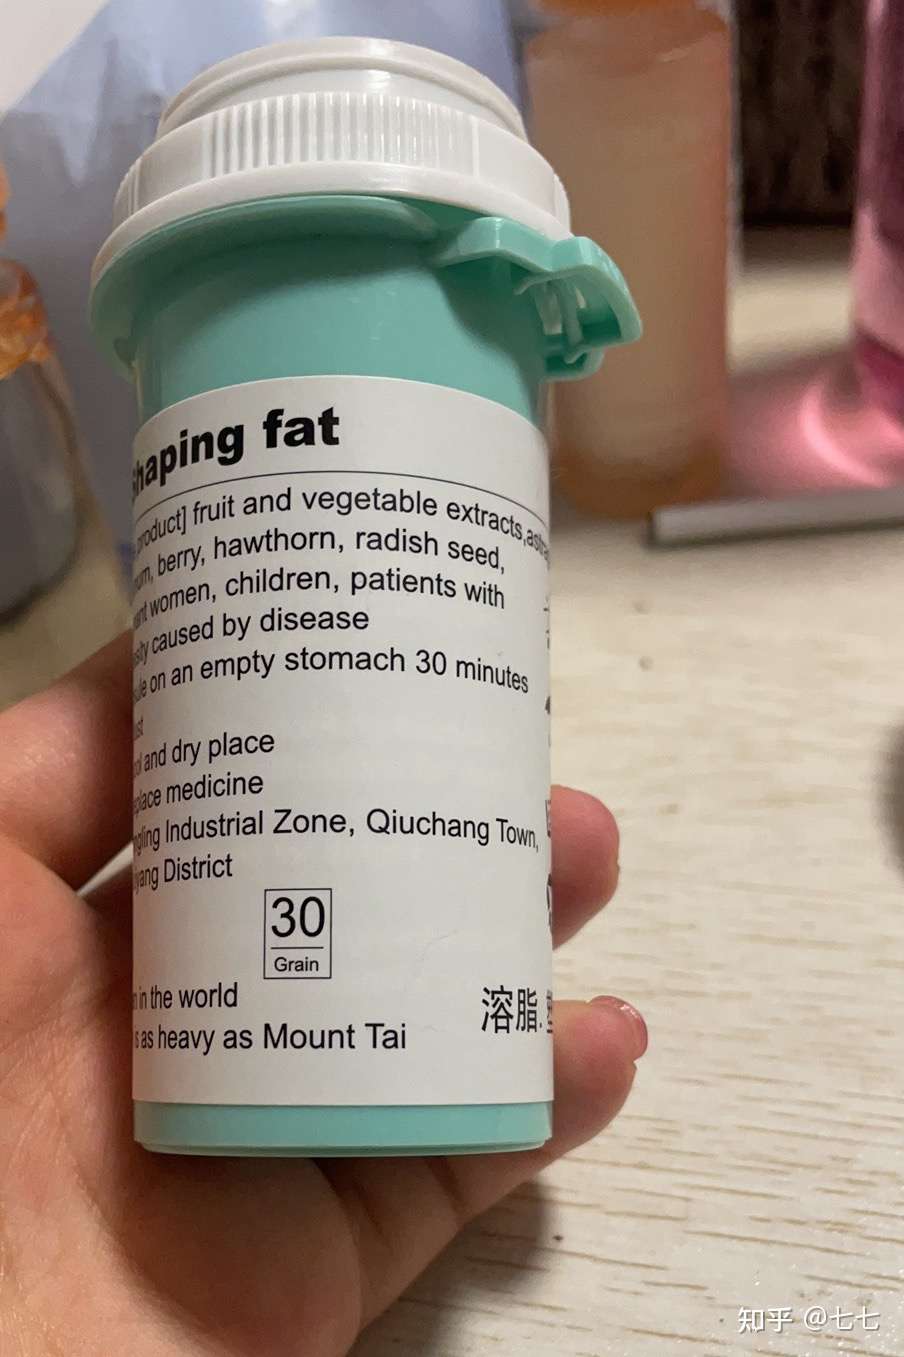 haping fat
product] fruit and vegetable extracts,
berry, hawthorn, radish seed,
women, children, patients with
caused by disease
on an empty stomach 30 minutes
and dry place
medicine
Industrial Zone, Qiuchang Town,
District
30
Grain
in the world
as heavy as Mount Tai
溶脂.
知乎 @七七